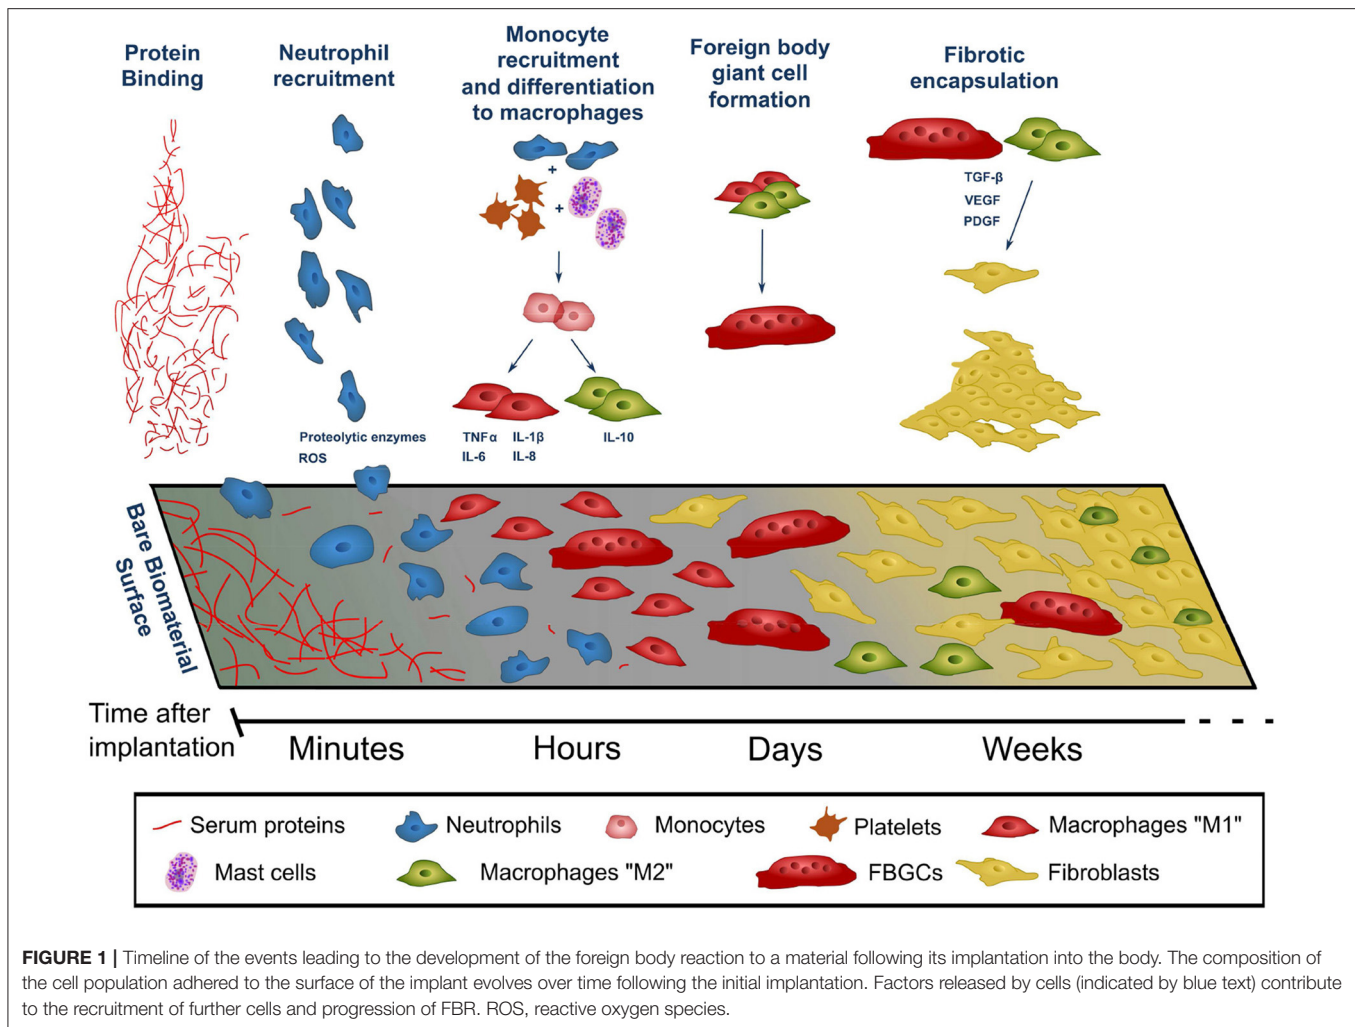 Protein
Binding
Neutrophil
recruitment
Monocyte
recruitment
and differentiation
to macrophages
Foreign body
giant cell
formation
Fibrotic
encapsulation
+
+
TGF-β
VEGF
PDGF
Proteolytic enzymes
ROS
TNFα IL-1β
IL-6 IL-8
IL-10
Bare Biomaterial
Surface
Time after
implantation
Minutes Hours Days Weeks
Serum proteins Neutrophils Monocytes Platelets Macrophages "M1"
Mast cells Macrophages "M2" FBGCs Fibroblasts
FIGURE 1 | Timeline of the events leading to the development of the foreign body reaction to a material following its implantation into the body. The composition of
the cell population adhered to the surface of the implant evolves over time following the initial implantation. Factors released by cells (indicated by blue text) contribute
to the recruitment of further cells and progression of FBR. ROS, reactive oxygen species.